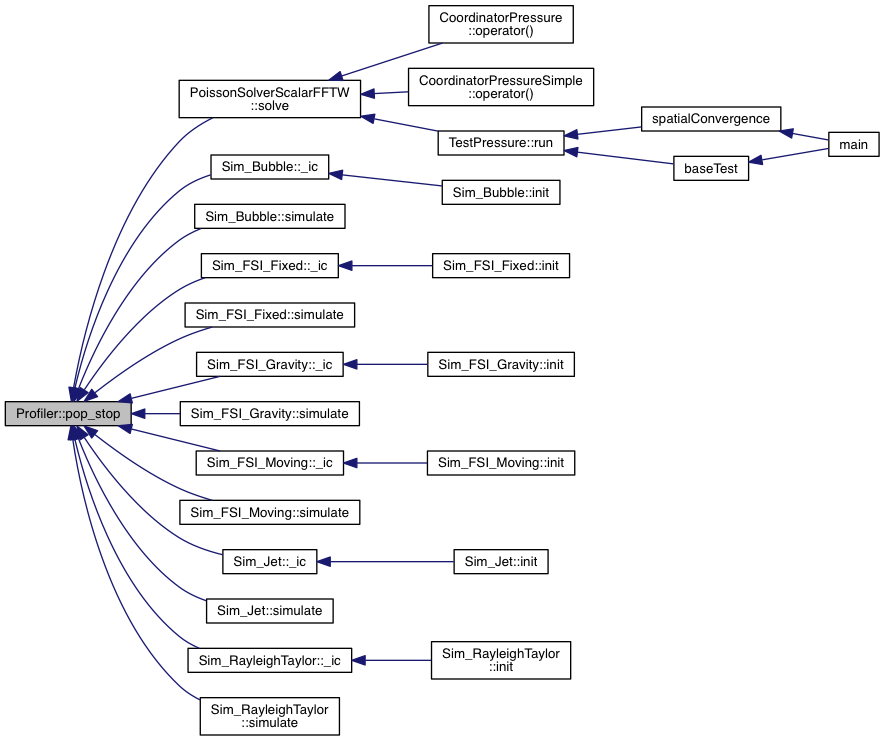 CoordinatorPressure
::operator()
PoissonSolverScalarFFTW
::solve
CoordinatorPressureSimple
::operator()
spatialConvergence
TestPressure::run
main
baseTest
Sim_Bubble::_ic
Sim_Bubble::init
Sim_Bubble::simulate
Sim_FSI_Fixed::_ic
Sim_FSI_Fixed::init
Sim_FSI_Fixed::simulate
Sim_FSI_Gravity::_ic
Sim_FSI_Gravity::init
Profiler::pop_stop
Sim_FSI_Gravity::simulate
Sim_FSI_Moving::_ic
Sim_FSI_Moving::init
Sim_FSI_Moving::simulate
Sim_Jet::_ic
Sim_Jet::init
Sim_Jet::simulate
Sim_RayleighTaylor::_ic
Sim_RayleighTaylor
::init
Sim_RayleighTaylor
::simulate